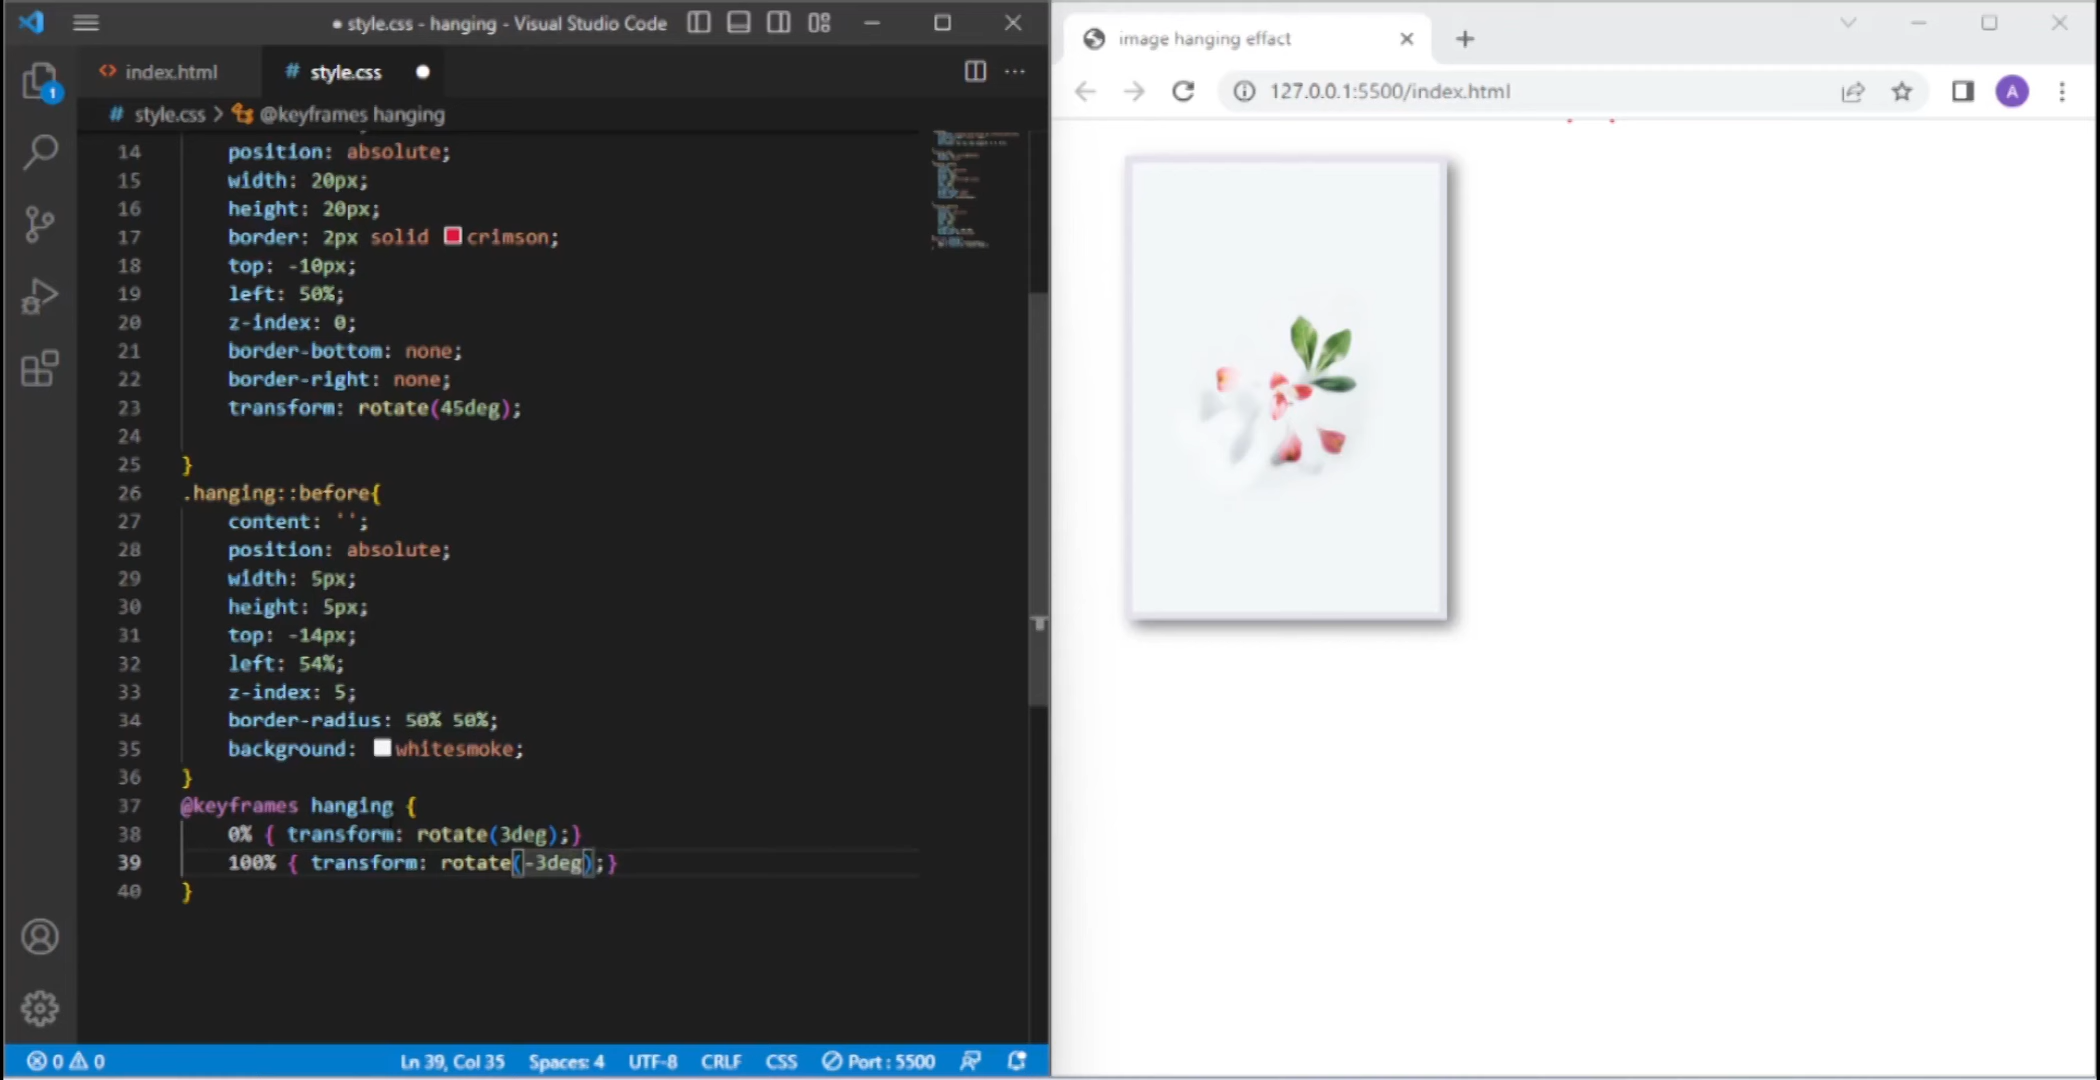 ● style.css - hanging - Visual Studio Code
index.html
# style.css ●
1
# style.css > @keyframes hanging
14 position: absolute;
15 width: 20px;
16 height: 20px;
17 border: 2px solid crimson;
18 top: -10px;
19 left: 50%;
20 z-index: 0;
21 border-bottom: none;
22 border-right: none;
23 transform: rotate(45deg);
24
25 }
26 .hanging::before{
27 content: '';
28 position: absolute;
29 width: 5px;
30 height: 5px;
31 top: -14px;
32 left: 54%;
33 z-index: 5;
34 border-radius: 50% 50%;
35 background: whitesmoke;
36 }
37 @keyframes hanging {
38 0% { transform: rotate(3deg);}
39 100% { transform: rotate(-3deg);}
40 }
0 0
Ln 39, Col 35
Spaces: 4
UTF-8
CRLF
CSS
Port : 5500
image hanging effect
127.0.0.1:5500/index.html
A